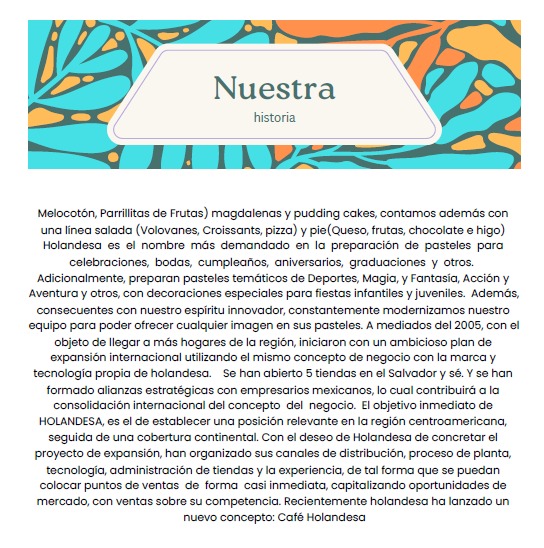 Nuestra
historia
Melocotón, Parrillitas de Frutas) magdalenas y pudding cakes, contamos además con
una línea salada (Volovanes, Croissants, pizza) y pie(Queso, frutas, chocolate e higo)
Holandesa es el nombre más demandado en la preparación de pasteles para
celebraciones, bodas, cumpleaños, aniversarios, graduaciones y otros.
Adicionalmente, preparan pasteles temáticos de Deportes, Magia, y Fantasía, Acción y
Aventura y otros, con decoraciones especiales para fiestas infantiles y juveniles. Además,
consecuentes con nuestro espíritu innovador, constantemente modernizamos nuestro
equipo para poder ofrecer cualquier imagen en sus pasteles. A mediados del 2005, con el
objeto de llegar a más hogares de la región, iniciaron con un ambicioso plan de
expansión internacional utilizando el mismo concepto de negocio con la marca y
tecnología propia de holandesa. Se han abierto 5 tiendas en el Salvador y sé. Y se han
formado alianzas estratégicas con empresarios mexicanos, lo cual contribuirá a la
consolidación internacional del concepto del negocio. El objetivo inmediato de
HOLANDESA, es el de establecer una posición relevante en la región centroamericana,
seguida de una cobertura continental. Con el deseo de Holandesa de concretar el
proyecto de expansión, han organizado sus canales de distribución, proceso de planta,
tecnología, administración de tiendas y la experiencia, de tal forma que se puedan
colocar puntos de ventas de forma casi inmediata, capitalizando oportunidades de
mercado, con ventas sobre su competencia. Recientemente holandesa ha lanzado un
nuevo concepto: Café Holandesa